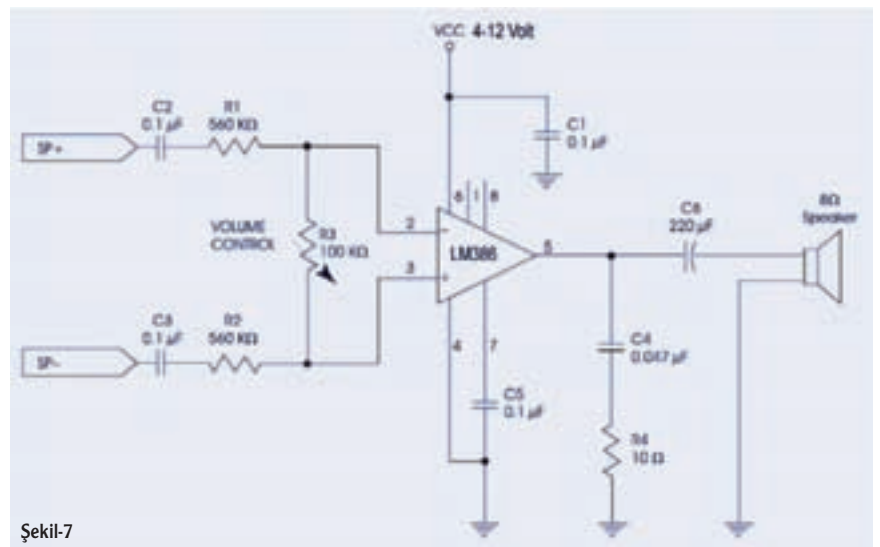 VCC 4-12 Volt
C2
0.1 µF
R1
560 KΩ
SP+
C1
0.1 µF
6 1 8
VOLUME
CONTROL
R3
100 KΩ
2
3
LM386
5
C6
220 µF
8Ω
Speaker
C3
0.1 µF
R2
560 KΩ
SP-
4
7
C5
0.1 µF
C4
0.047 µF
R4
10 Ω
Şekil-7